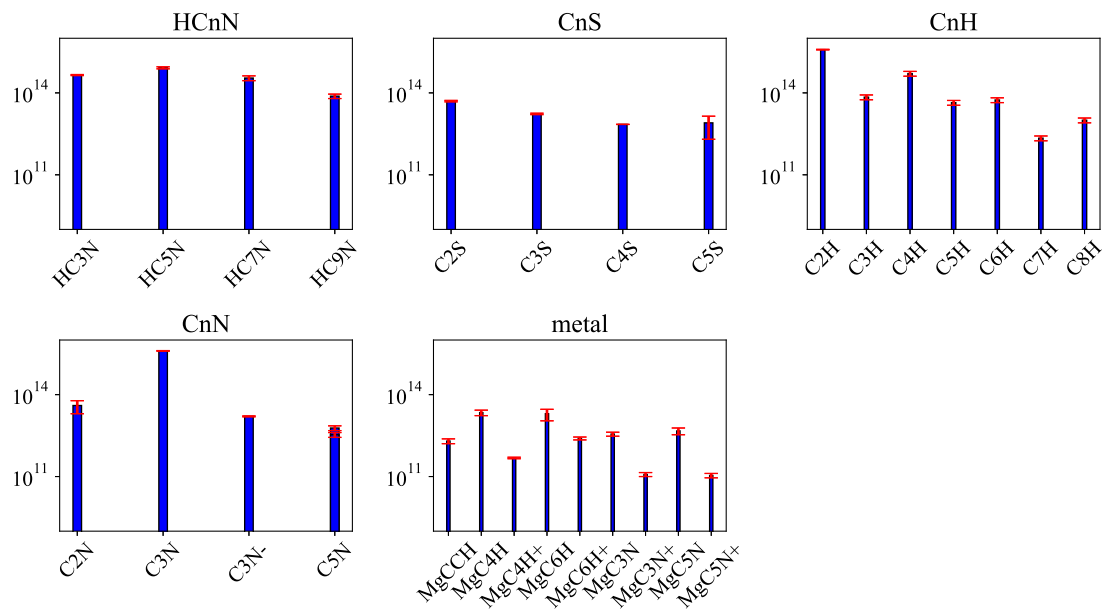 HCnN
10^14
10^11
HC3N HC5N HC7N HC9N
CnS
10^14
10^11
C2S C3S C4S C5S
CnH
10^14
10^11
C2H C3H C4H C5H C6H C7H C8H
CnN
10^14
10^11
C2N C3N C3N- C5N
metal
10^14
10^11
MgCCH MgC4H MgC4H+ MgC6H MgC6H+ MgC3N MgC3N+ MgC5N MgC5N+